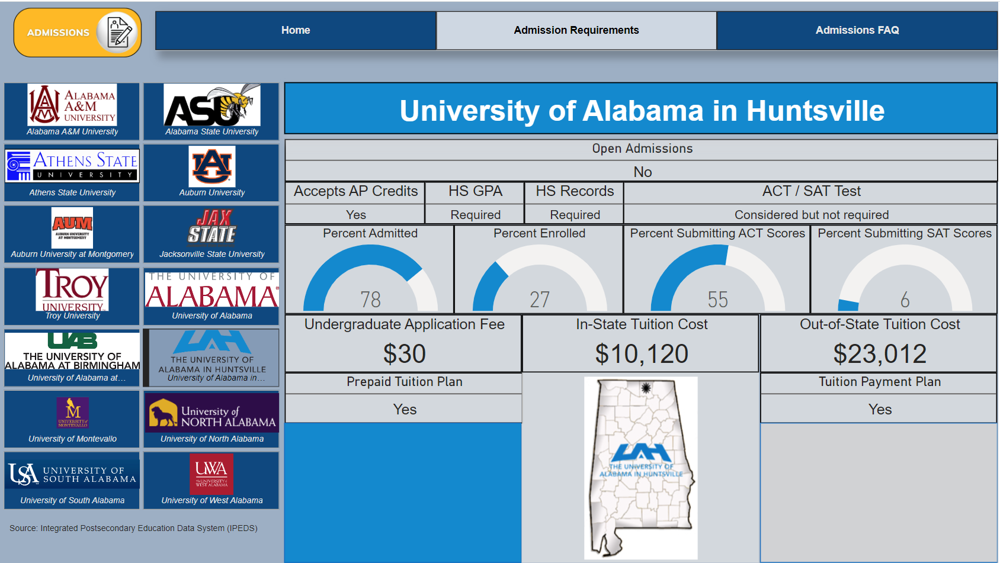 ADMISSIONS
Home
Admission Requirements
Admissions FAQ
ALABAMA
A&M
UNIVERSITY
Alabama A&M University
ASU
Alabama State University
ATHENS STATE
UNIVERSITY
Athens State University
AU
Auburn University
AUM
AUBURN UNIVERSITY
AT MONTGOMERY
Auburn University at Montgomery
JAX
STATE
Jacksonville State University
TROY
UNIVERSITY
Troy University
THE UNIVERSITY OF
ALABAMA
University of Alabama
UAB
THE UNIVERSITY OF
ALABAMA AT BIRMINGHAM
University of Alabama at…
UAH
THE UNIVERSITY OF
ALABAMA IN HUNTSVILLE
University of Alabama in…
M
UNIVERSITY of
MONTEVALLO
University of Montevallo
University of
NORTH ALABAMA
University of North Alabama
USA
UNIVERSITY OF
SOUTH ALABAMA
University of South Alabama
UWA
THE UNIVERSITY of
WEST ALABAMA
University of West Alabama
Source: Integrated Postsecondary Education Data System (IPEDS)
University of Alabama in Huntsville
Open Admissions
No
Accepts AP Credits
Yes
HS GPA
Required
HS Records
Required
ACT / SAT Test
Considered but not required
Percent Admitted
78
Percent Enrolled
27
Percent Submitting ACT Scores
55
Percent Submitting SAT Scores
6
Undergraduate Application Fee
$30
In-State Tuition Cost
$10,120
Out-of-State Tuition Cost
$23,012
Prepaid Tuition Plan
Yes
UAH
THE UNIVERSITY OF
ALABAMA IN HUNTSVILLE
Tuition Payment Plan
Yes